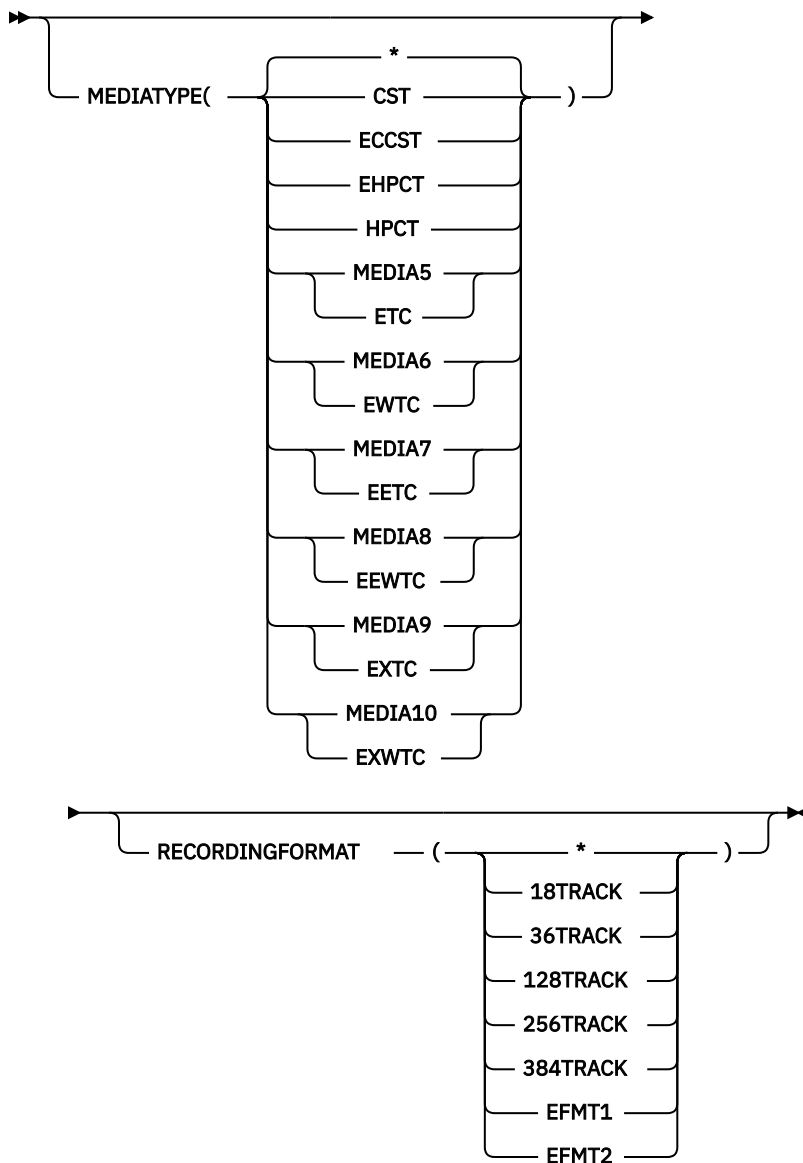 *
MEDIATYPE( CST )
ECCST
EHPCT
HPCT
MEDIA5
ETC
MEDIA6
EWTC
MEDIA7
EETC
MEDIA8
EEWTC
MEDIA9
EXTC
MEDIA10
EXWTC
RECORDINGFORMAT ( * )
18TRACK
36TRACK
128TRACK
256TRACK
384TRACK
EFMT1
EFMT2